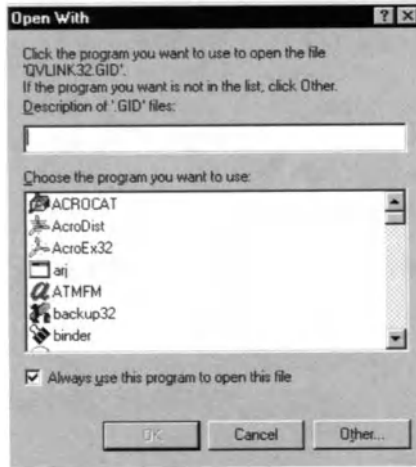 Open With
Click the program you want to use to open the file
'QVLINK32.GID'.
If the program you want is not in the list, click Other.
Description of '.GID' files:
Choose the program you want to use:
ACROCAT
AcroDist
AcroEx32
arj
ATMFM
backup32
binder
Always use this program to open this file
OK Cancel Other...